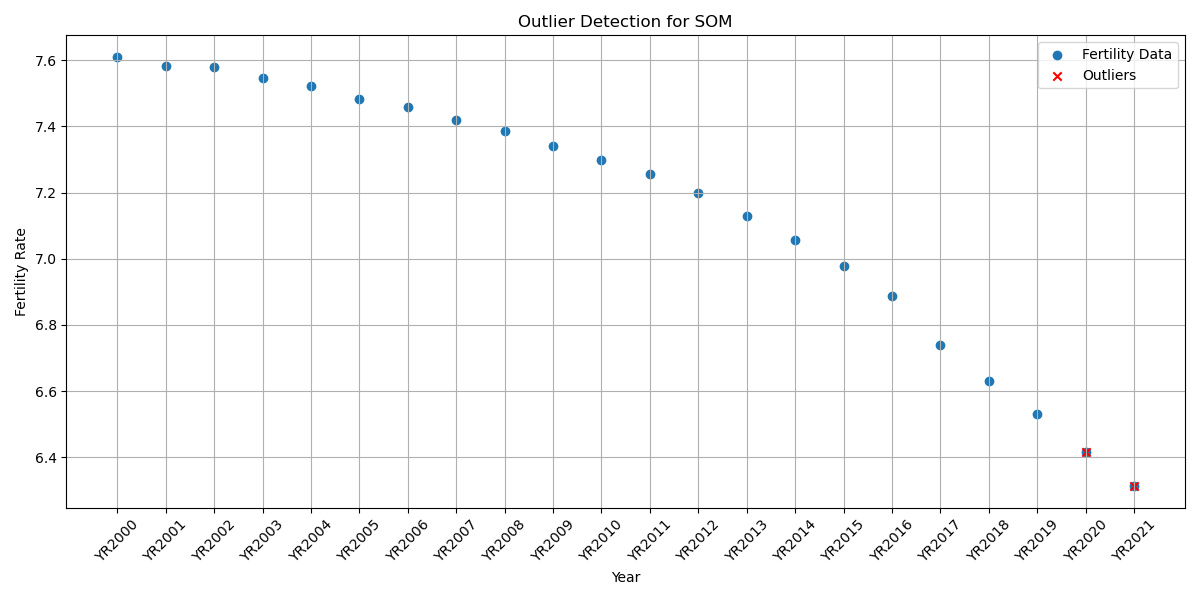 Outlier Detection for SOM
Fertility Data
Outliers
Fertility Rate
7.6
7.4
7.2
7.0
6.8
6.6
6.4
YR2000
YR2001
YR2002
YR2003
YR2004
YR2005
YR2006
YR2007
YR2008
YR2009
YR2010
YR2011
YR2012
YR2013
YR2014
YR2015
YR2016
YR2017
YR2018
YR2019
YR2020
YR2021
Year